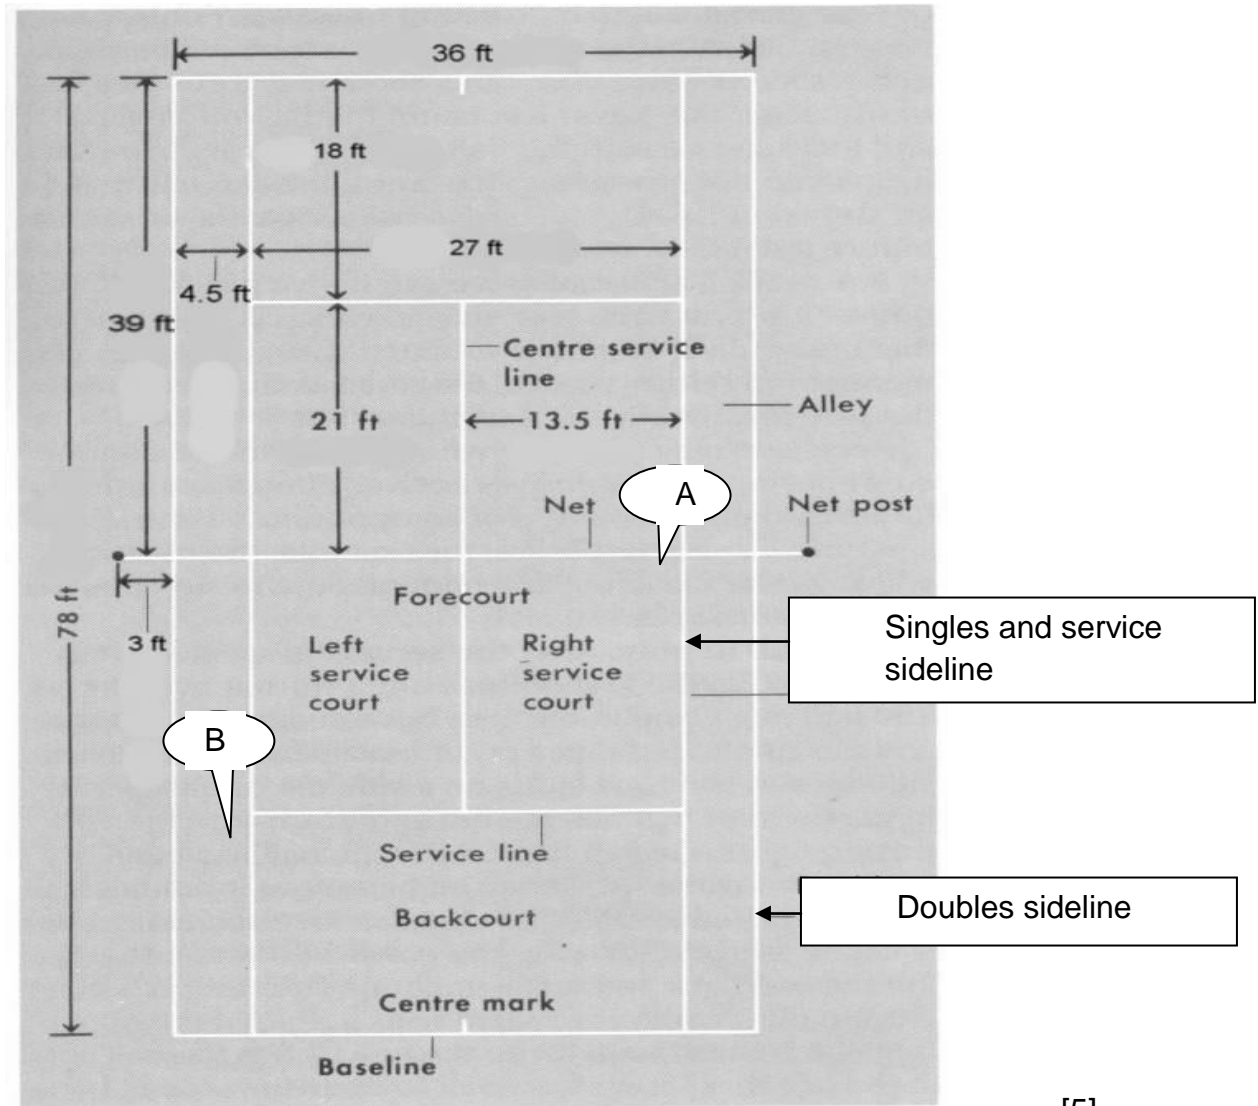 36 ft
18 ft
27 ft
4.5 ft
39 ft
Centre service
line
Alley
21 ft
13.5 ft
A
Net
Net post
78 ft
Forecourt
3 ft
Left
service
court
Right
service
court
Singles and service
sideline
B
Service line
Backcourt
Doubles sideline
Centre mark
Baseline
[5]